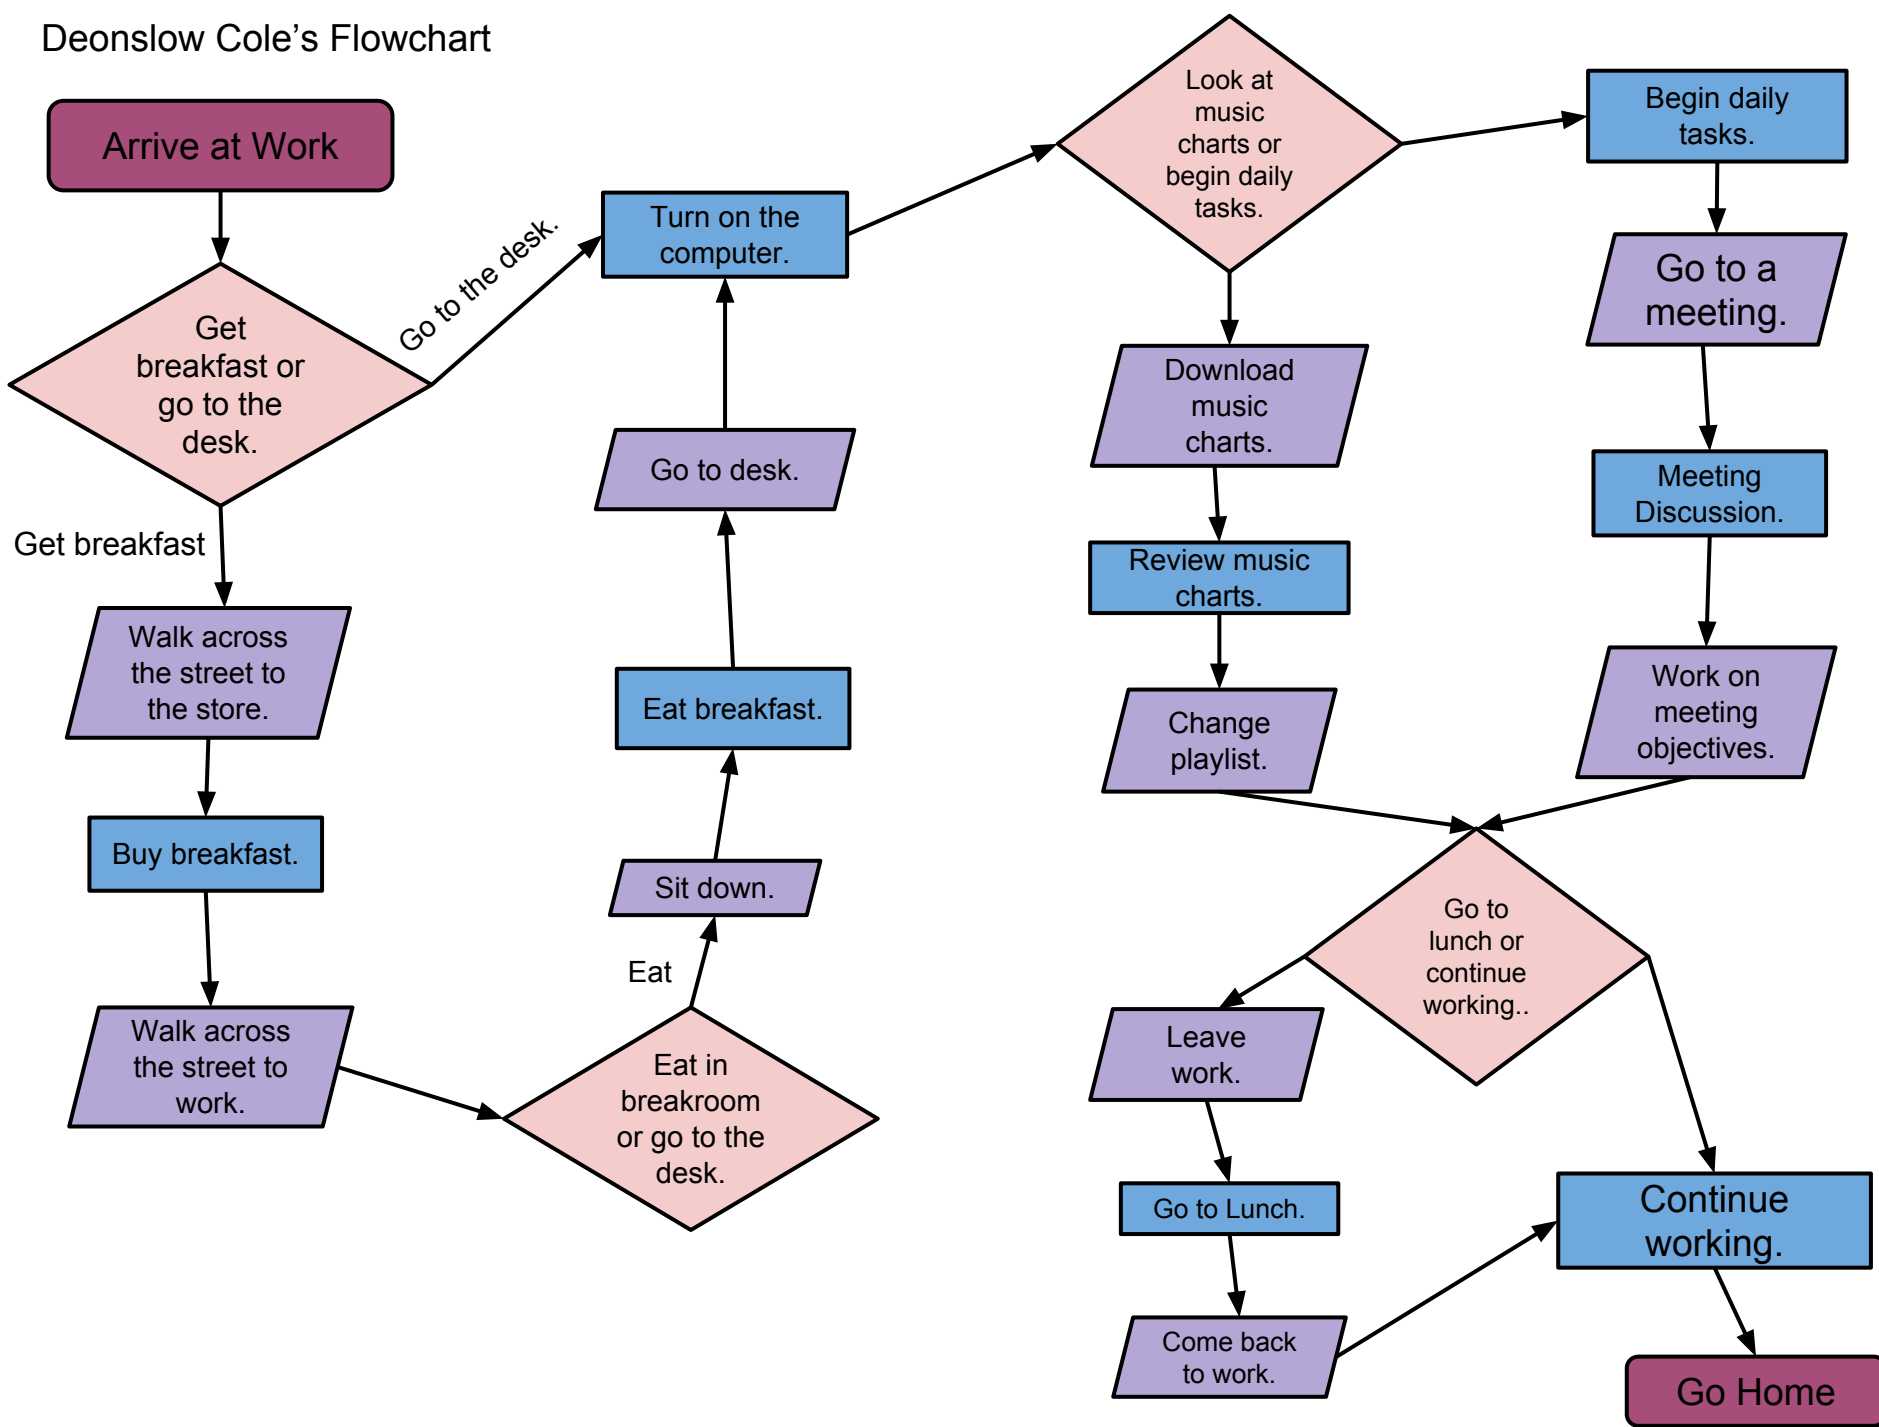 Deonslow Cole's Flowchart
Arrive at Work
Get
breakfast or
go to the
desk.
Go to the desk.
Get breakfast
Walk across
the street to
the store.
Buy breakfast.
Walk across
the street to
work.
Eat in
breakroom
or go to the
desk.
Eat
Sit down.
Eat breakfast.
Go to desk.
Turn on the
computer.
Look at
music
charts or
begin daily
tasks.
Download
music
charts.
Review music
charts.
Change
playlist.
Begin daily
tasks.
Go to a
meeting.
Meeting
Discussion.
Work on
meeting
objectives.
Go to
lunch or
continue
working..
Leave
work.
Go to Lunch.
Come back
to work.
Continue
working.
Go Home